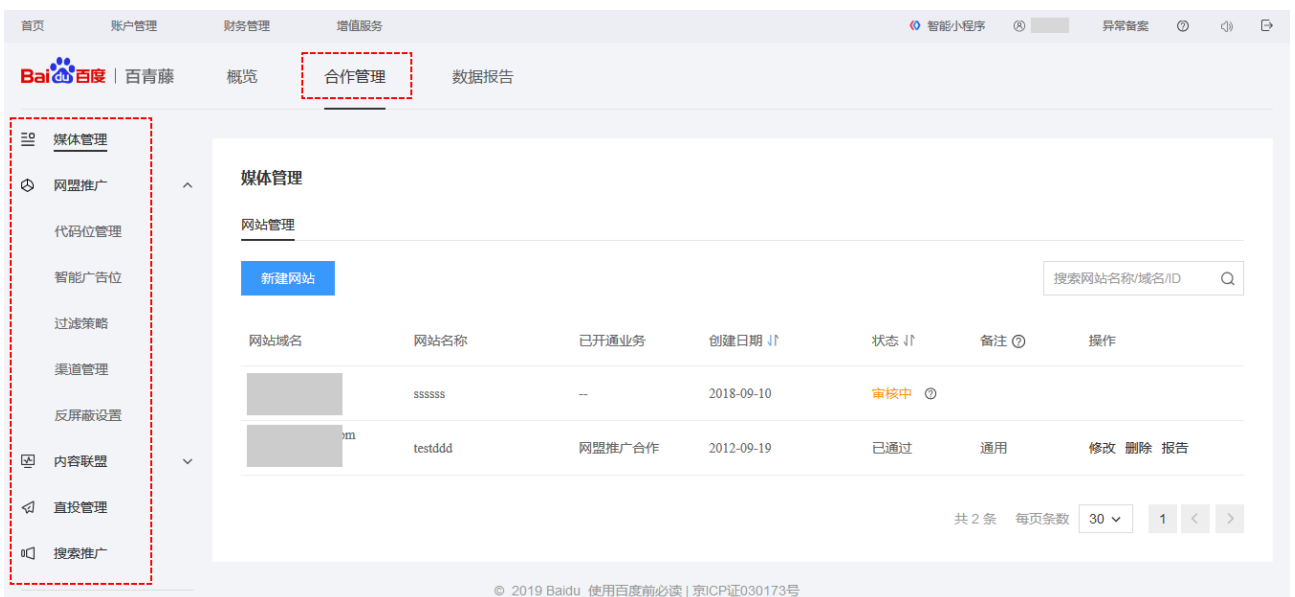 首页 账户管理 财务管理 增值服务 智能小程序 异常备案
Bai du 百度 | 百青藤 概览 合作管理 数据报告
媒体管理
网盟推广
代码位管理
智能广告位
过滤策略
渠道管理
反屏蔽设置
内容联盟
直投管理
搜索推广
媒体管理
网站管理
新建网站 搜索网站名称/域名/ID
网站域名 网站名称 已开通业务 创建日期 状态 备注 操作
ssssss -- 2018-09-10 审核中
om testddd 网盟推广合作 2012-09-19 已通过 通用 修改 删除 报告
共 2 条 每页条数 30 1
© 2019 Baidu 使用百度前必读 | 京ICP证030173号